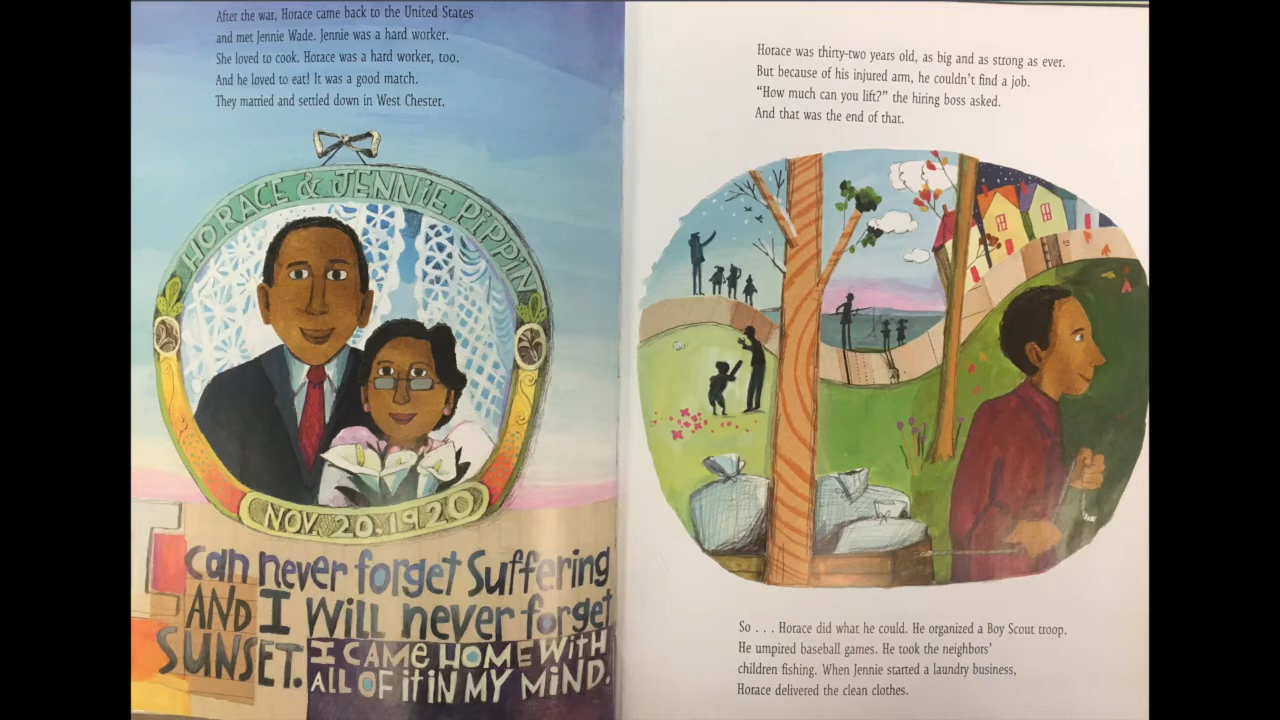 After the war, Horace came back to the United States
and met Jennie Wade. Jennie was a hard worker.
She loved to cook. Horace was a hard worker, too.
And he loved to eat! It was a good match.
They married and settled down in West Chester.
HORACE & JENNIE PIPPIN
NOV. 20, 1920
I can never forget Suffering
AND I will never forget
SUNSET. I CAME HOME WITH
ALL OF iT iN MY MiND.
Horace was thirty-two years old, as big and as strong as ever.
But because of his injured arm, he couldn't find a job.
“How much can you lift?” the hiring boss asked.
And that was the end of that.
So . . . Horace did what he could. He organized a Boy Scout troop.
He umpired baseball games. He took the neighbors'
children fishing. When Jennie started a laundry business,
Horace delivered the clean clothes.